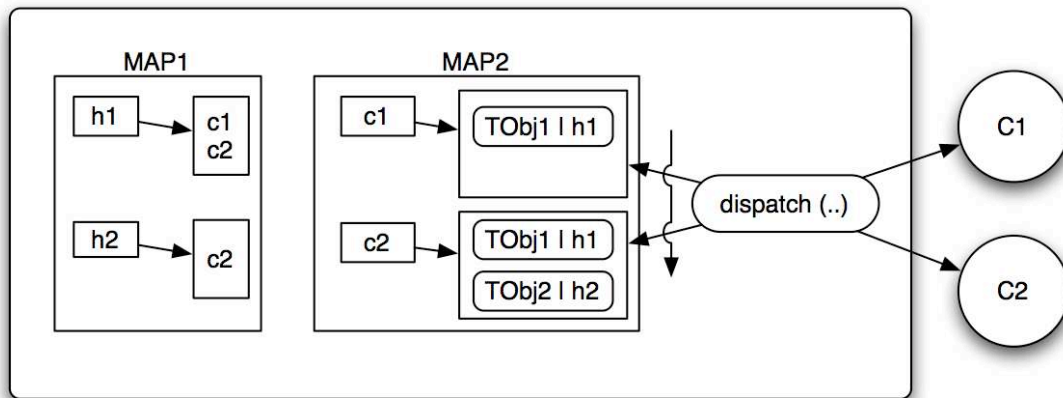 MAP1
h1
c1
c2
h2
c2
MAP2
c1
TObj1 | h1
c2
TObj1 | h1
TObj2 | h2
dispatch (..)
C1
C2